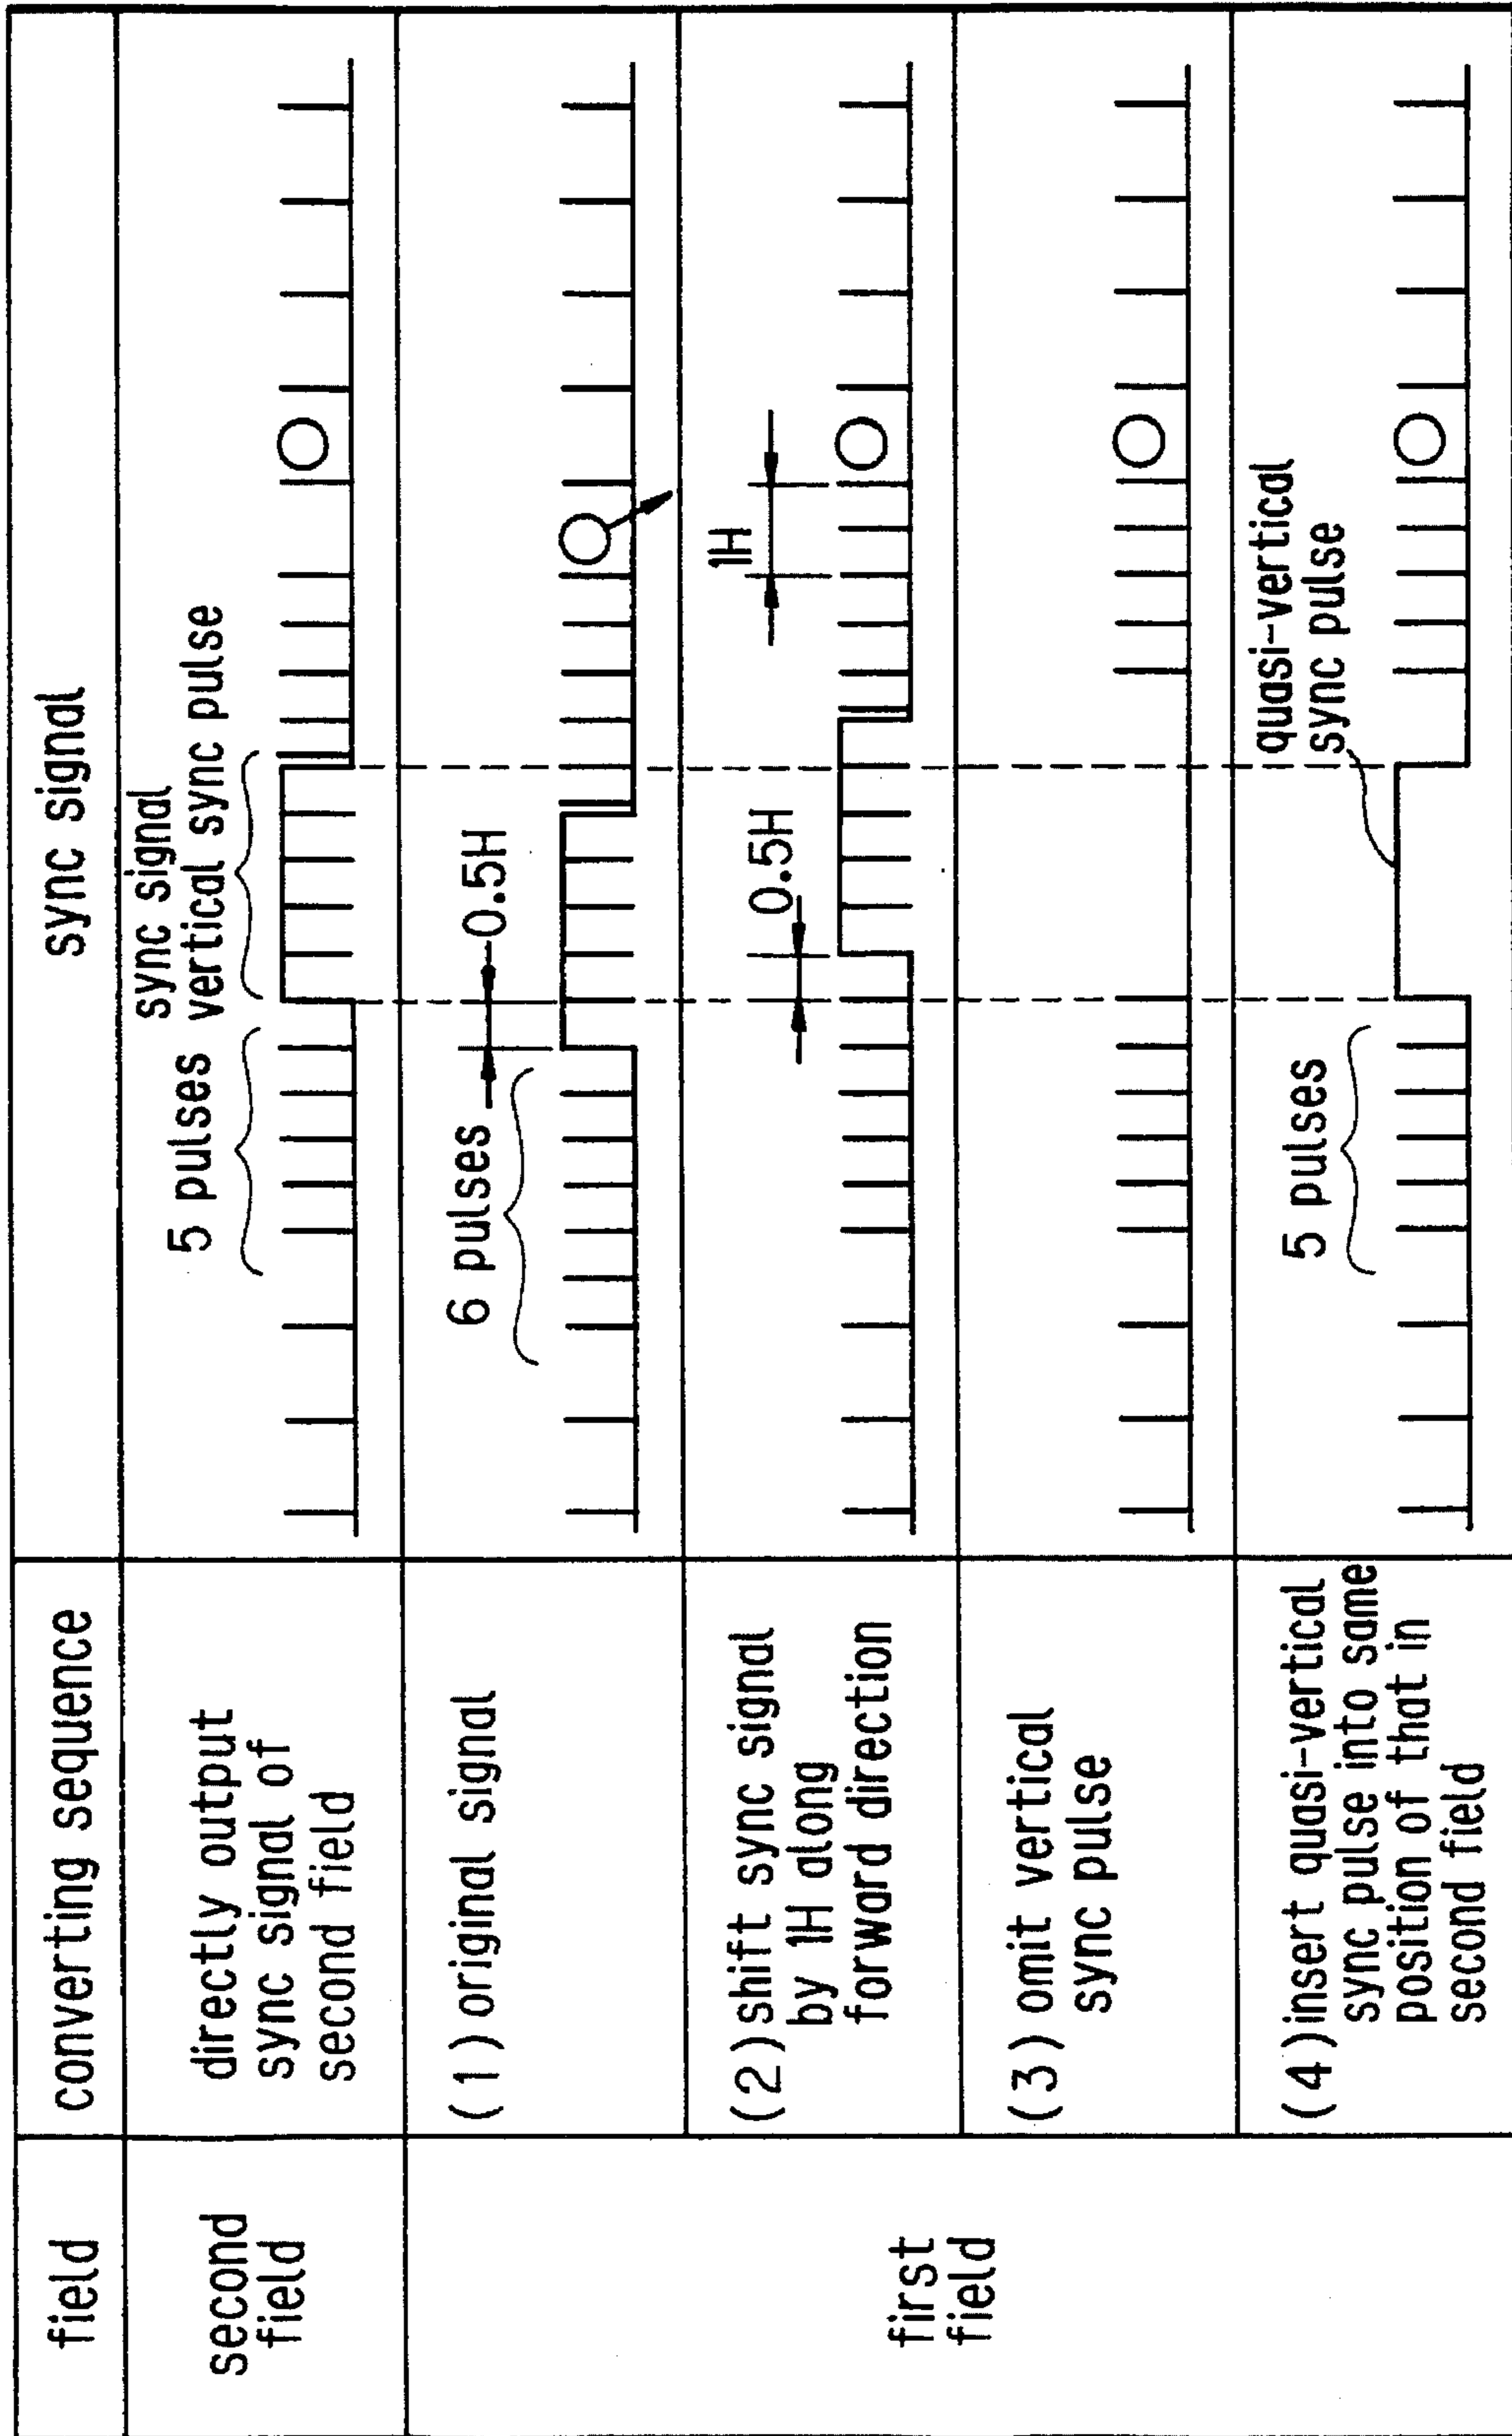 field
converting sequence
sync signal
second
field
directly output
sync signal of
second field
5 pulses
sync signal
vertical sync pulse
first
field
(1) original signal
6 pulses
0.5H
(2) shift sync signal
by 1H along
forward direction
0.5H
1H
(3) omit vertical
sync pulse
(4) insert quasi-vertical
sync pulse into same
position of that in
second field
5 pulses
quasi-vertical
sync pulse